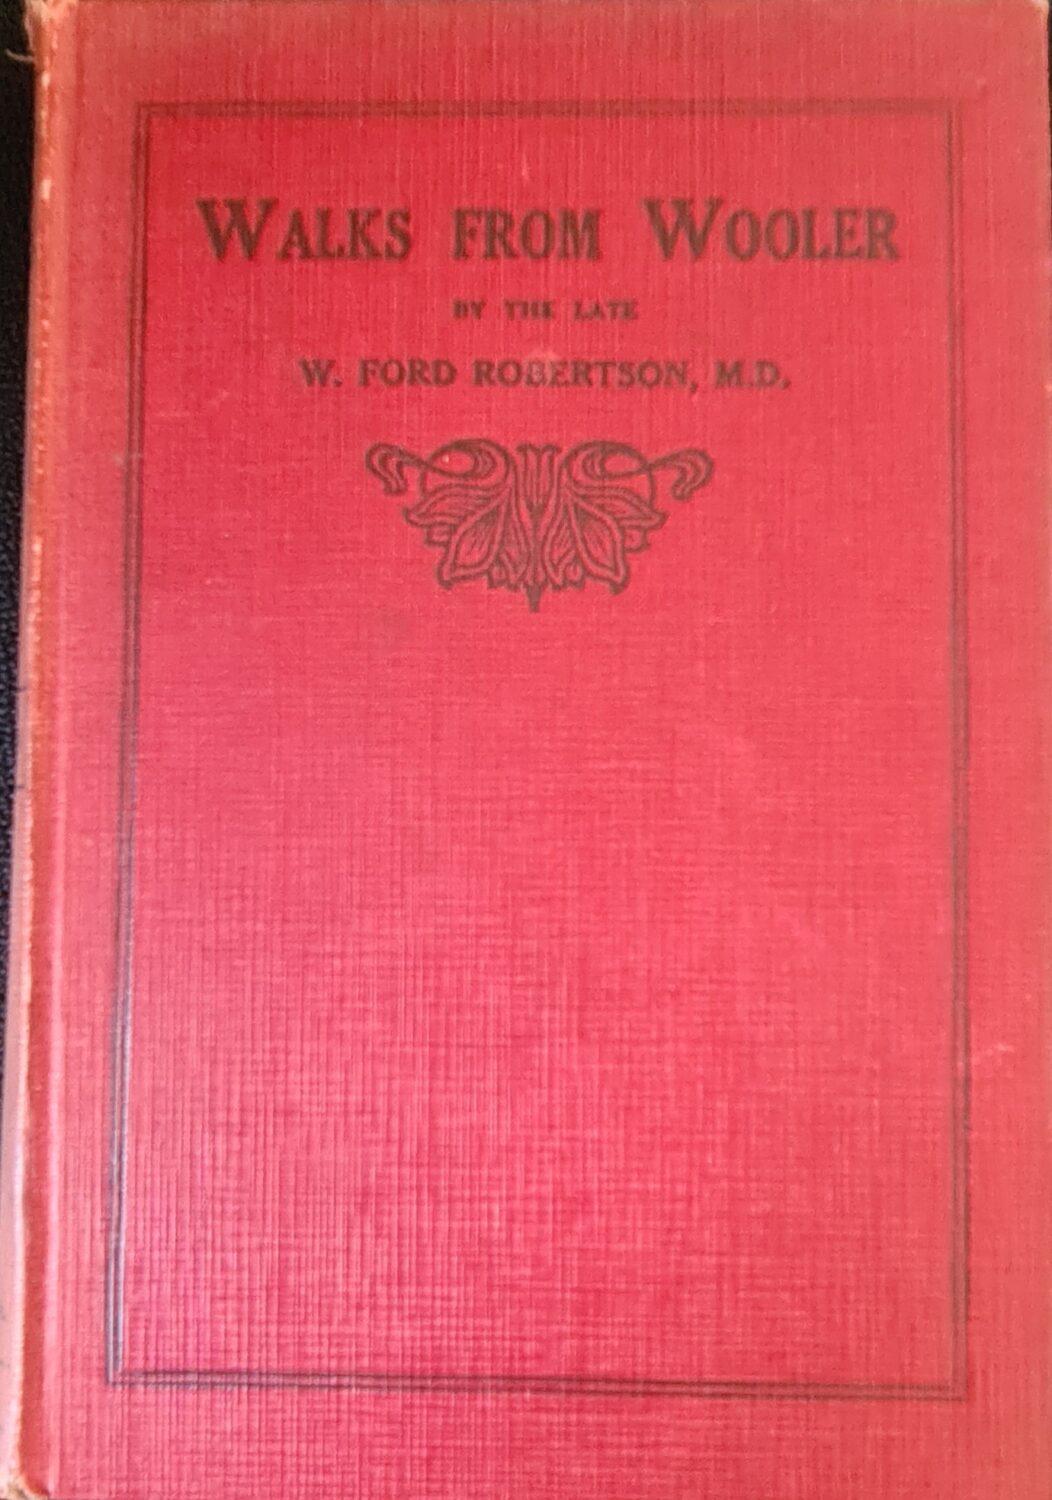 WALKS FROM WOOLER
BY THE LATE
W. FORD ROBERTSON, M.D.